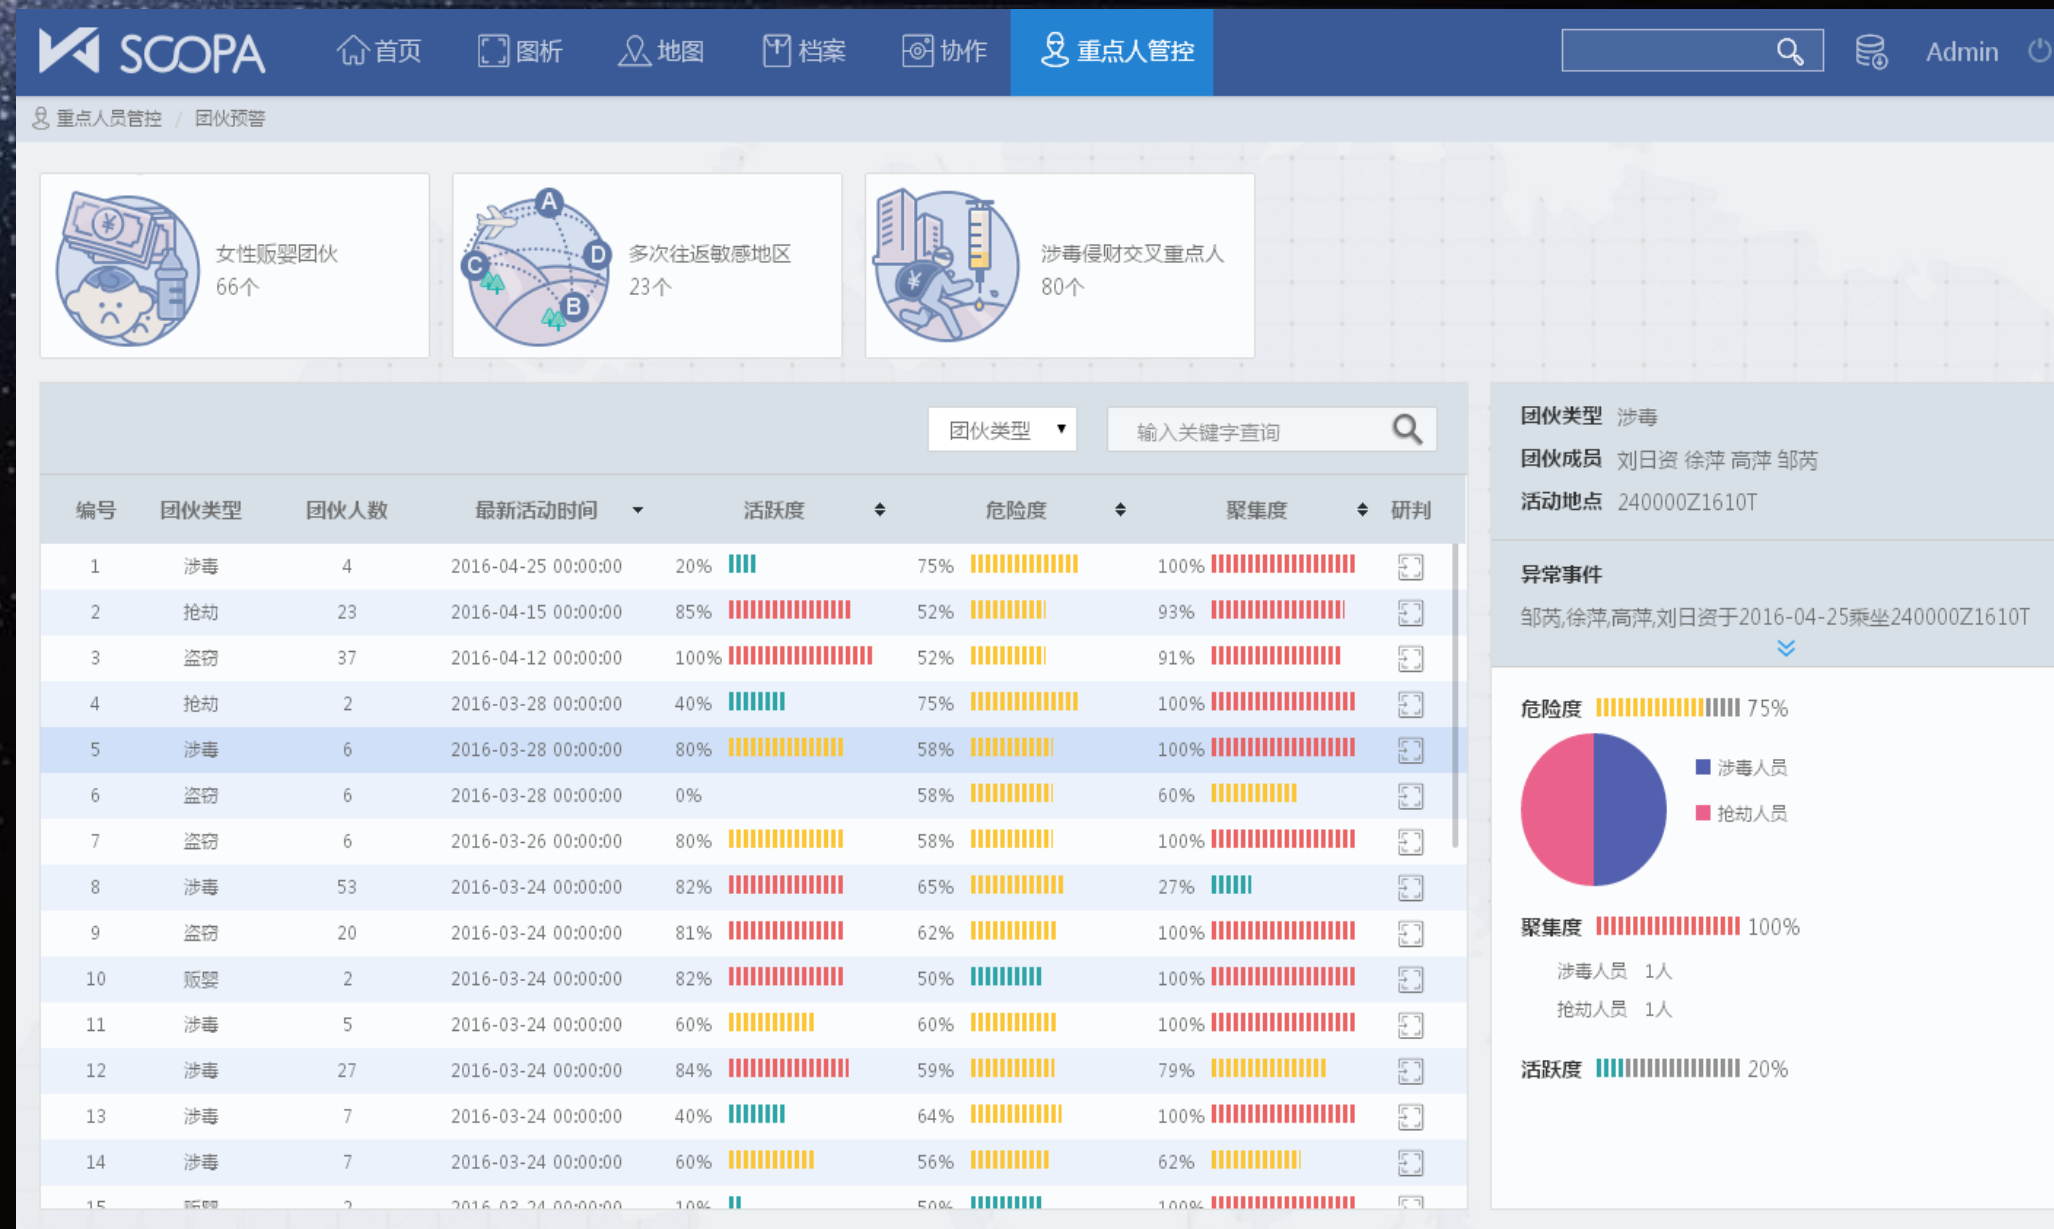 SCOPA 首页 图析 地图 档案 协作 重点人管控 Admin
重点人员管控 / 团伙预警
女性贩婴团伙
66个
A
B
C
D
多次往返敏感地区
23个
涉毒侵财交叉重点人
80个
团伙类型 输入关键字查询
编号 团伙类型 团伙人数 最新活动时间 活跃度 危险度 聚集度 研判
1 涉毒 4 2016-04-25 00:00:00 20% 75% 100%
2 抢劫 23 2016-04-15 00:00:00 85% 52% 93%
3 盗窃 37 2016-04-12 00:00:00 100% 52% 91%
4 抢劫 2 2016-03-28 00:00:00 40% 75% 100%
5 涉毒 6 2016-03-28 00:00:00 80% 58% 100%
6 盗窃 6 2016-03-28 00:00:00 0% 58% 60%
7 盗窃 6 2016-03-26 00:00:00 80% 58% 100%
8 涉毒 53 2016-03-24 00:00:00 82% 65% 27%
9 盗窃 20 2016-03-24 00:00:00 81% 62% 100%
10 贩婴 2 2016-03-24 00:00:00 82% 50% 100%
11 涉毒 5 2016-03-24 00:00:00 60% 60% 100%
12 涉毒 27 2016-03-24 00:00:00 84% 59% 79%
13 涉毒 7 2016-03-24 00:00:00 40% 64% 100%
14 涉毒 7 2016-03-24 00:00:00 60% 56% 62%
15 贩婴 2 2016-03-24 00:00:00 10% 50% 100%
团伙类型 涉毒
团伙成员 刘日资 徐萍 高萍 邹芮
活动地点 240000Z1610T
异常事件
邹芮,徐萍,高萍,刘日资于2016-04-25乘坐240000Z1610T
危险度 75%
涉毒人员
抢劫人员
聚集度 100%
涉毒人员 1人
抢劫人员 1人
活跃度 20%